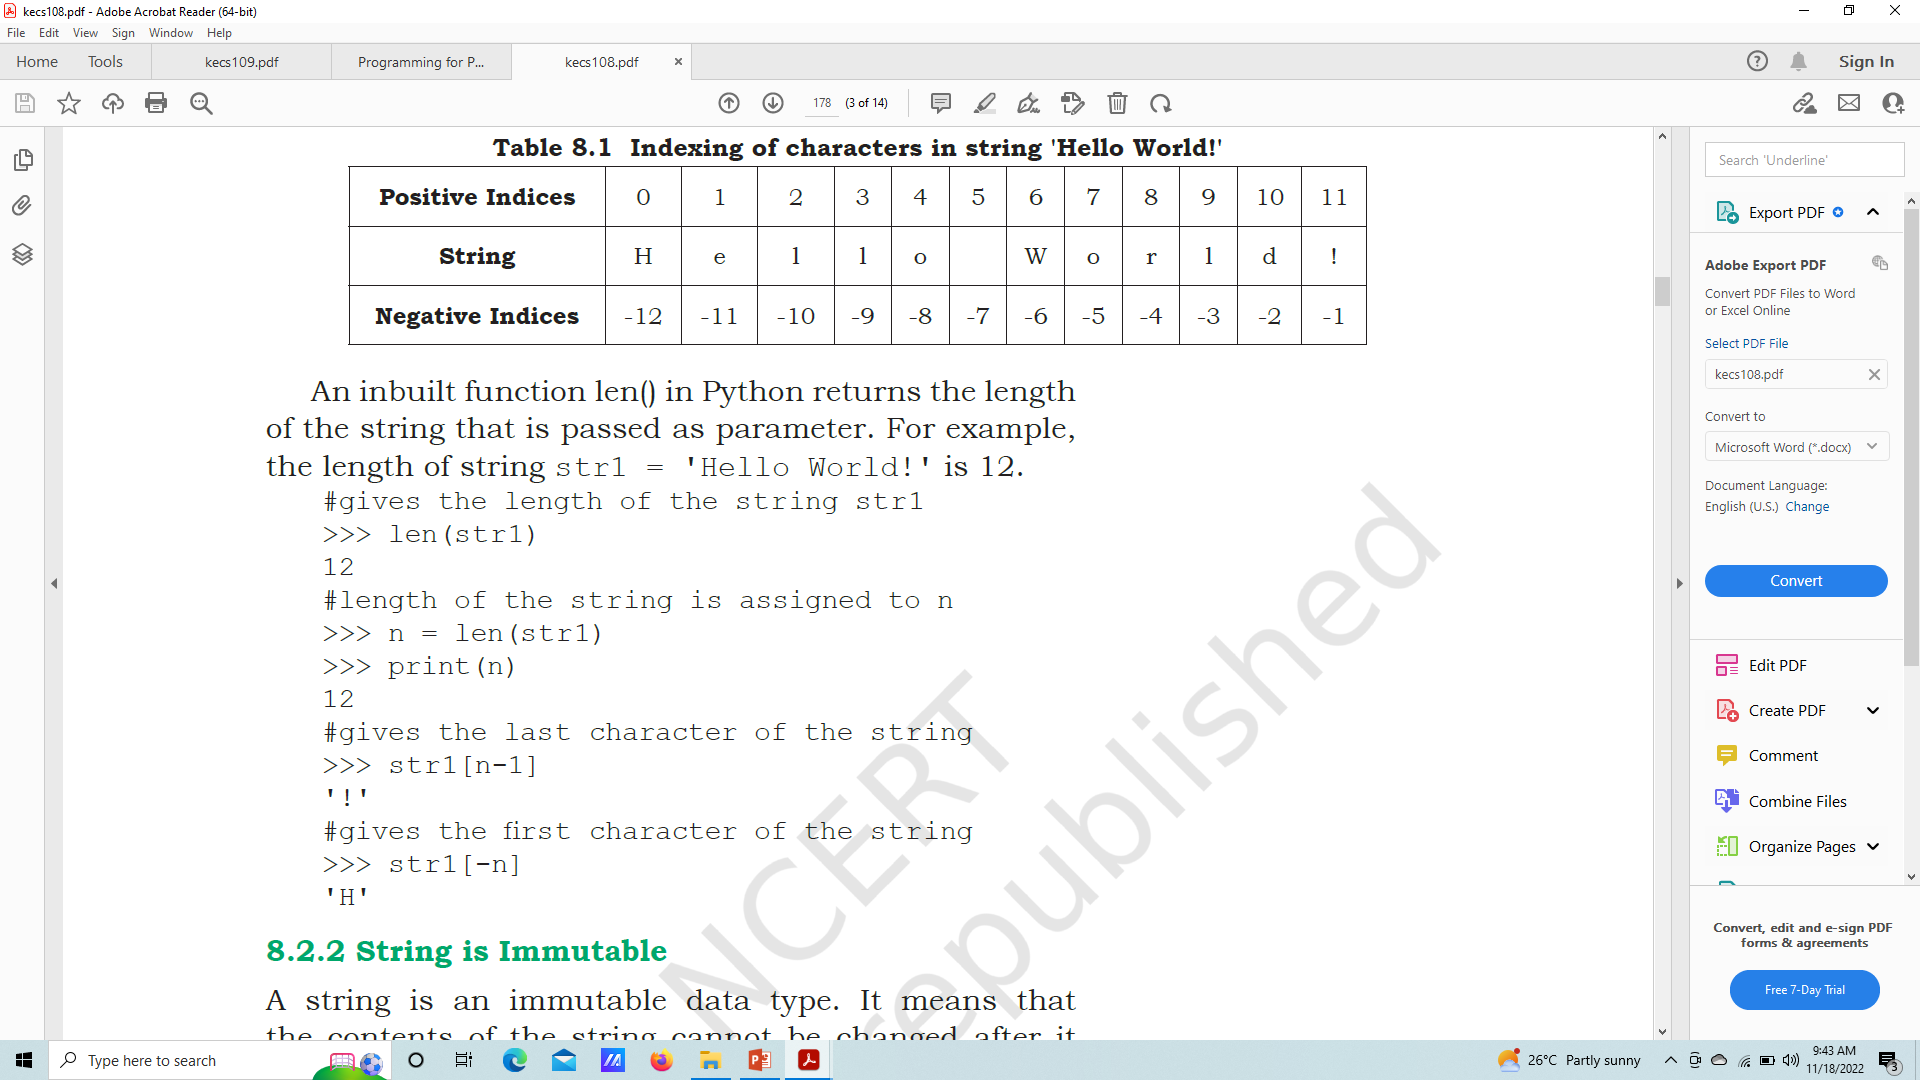 kecs108.pdf - Adobe Acrobat Reader (64-bit)
File Edit View Sign Window Help
Home Tools kecs109.pdf Programming for P... kecs108.pdf × Sign In
178 (3 of 14)
Table 8.1 Indexing of characters in string 'Hello World!'
Positive Indices 0 1 2 3 4 5 6 7 8 9 10 11
String H e l l o W o r l d !
Negative Indices -12 -11 -10 -9 -8 -7 -6 -5 -4 -3 -2 -1
An inbuilt function len() in Python returns the length
of the string that is passed as parameter. For example,
the length of string str1 = 'Hello World!' is 12.
#gives the length of the string str1
>>> len(str1)
12
#length of the string is assigned to n
>>> n = len(str1)
>>> print(n)
12
#gives the last character of the string
>>> str1[n-1]
'!'
#gives the first character of the string
>>> str1[-n]
'H'
8.2.2 String is Immutable
A string is an immutable data type. It means that
the contents of the string cannot be changed after it
NCERT
republished
Search 'Underline'
Export PDF
Adobe Export PDF
Convert PDF Files to Word
or Excel Online
Select PDF File
kecs108.pdf
Convert to
Microsoft Word (*.docx)
Document Language:
English (U.S.) Change
Convert
Edit PDF
Create PDF
Comment
Combine Files
Organize Pages
Convert, edit and e-sign PDF
forms & agreements
Free 7-Day Trial
Type here to search
26°C Partly sunny
9:43 AM
11/18/2022
3